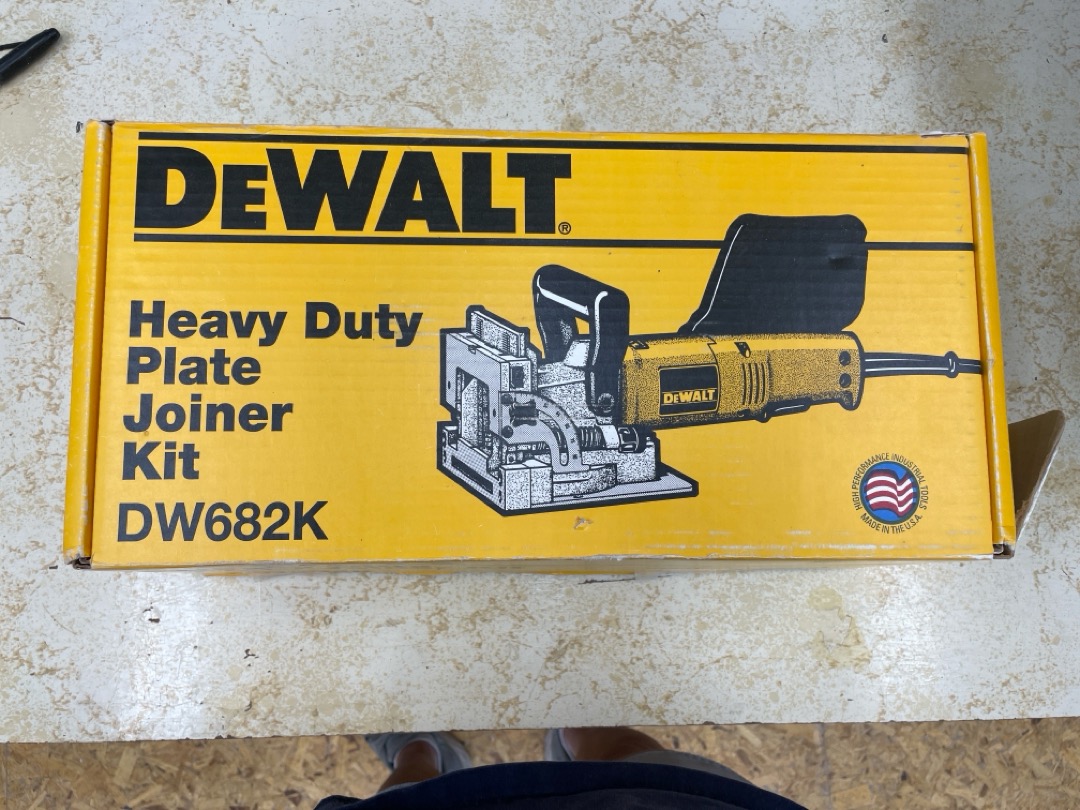 DEWALT®
Heavy Duty
Plate
Joiner
Kit
DW682K
DEWALT
HIGH PERFORMANCE INDUSTRIAL TOOLS
MADE IN THE U.S.A.